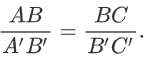 AB/A′B′ = BC/B′C′.